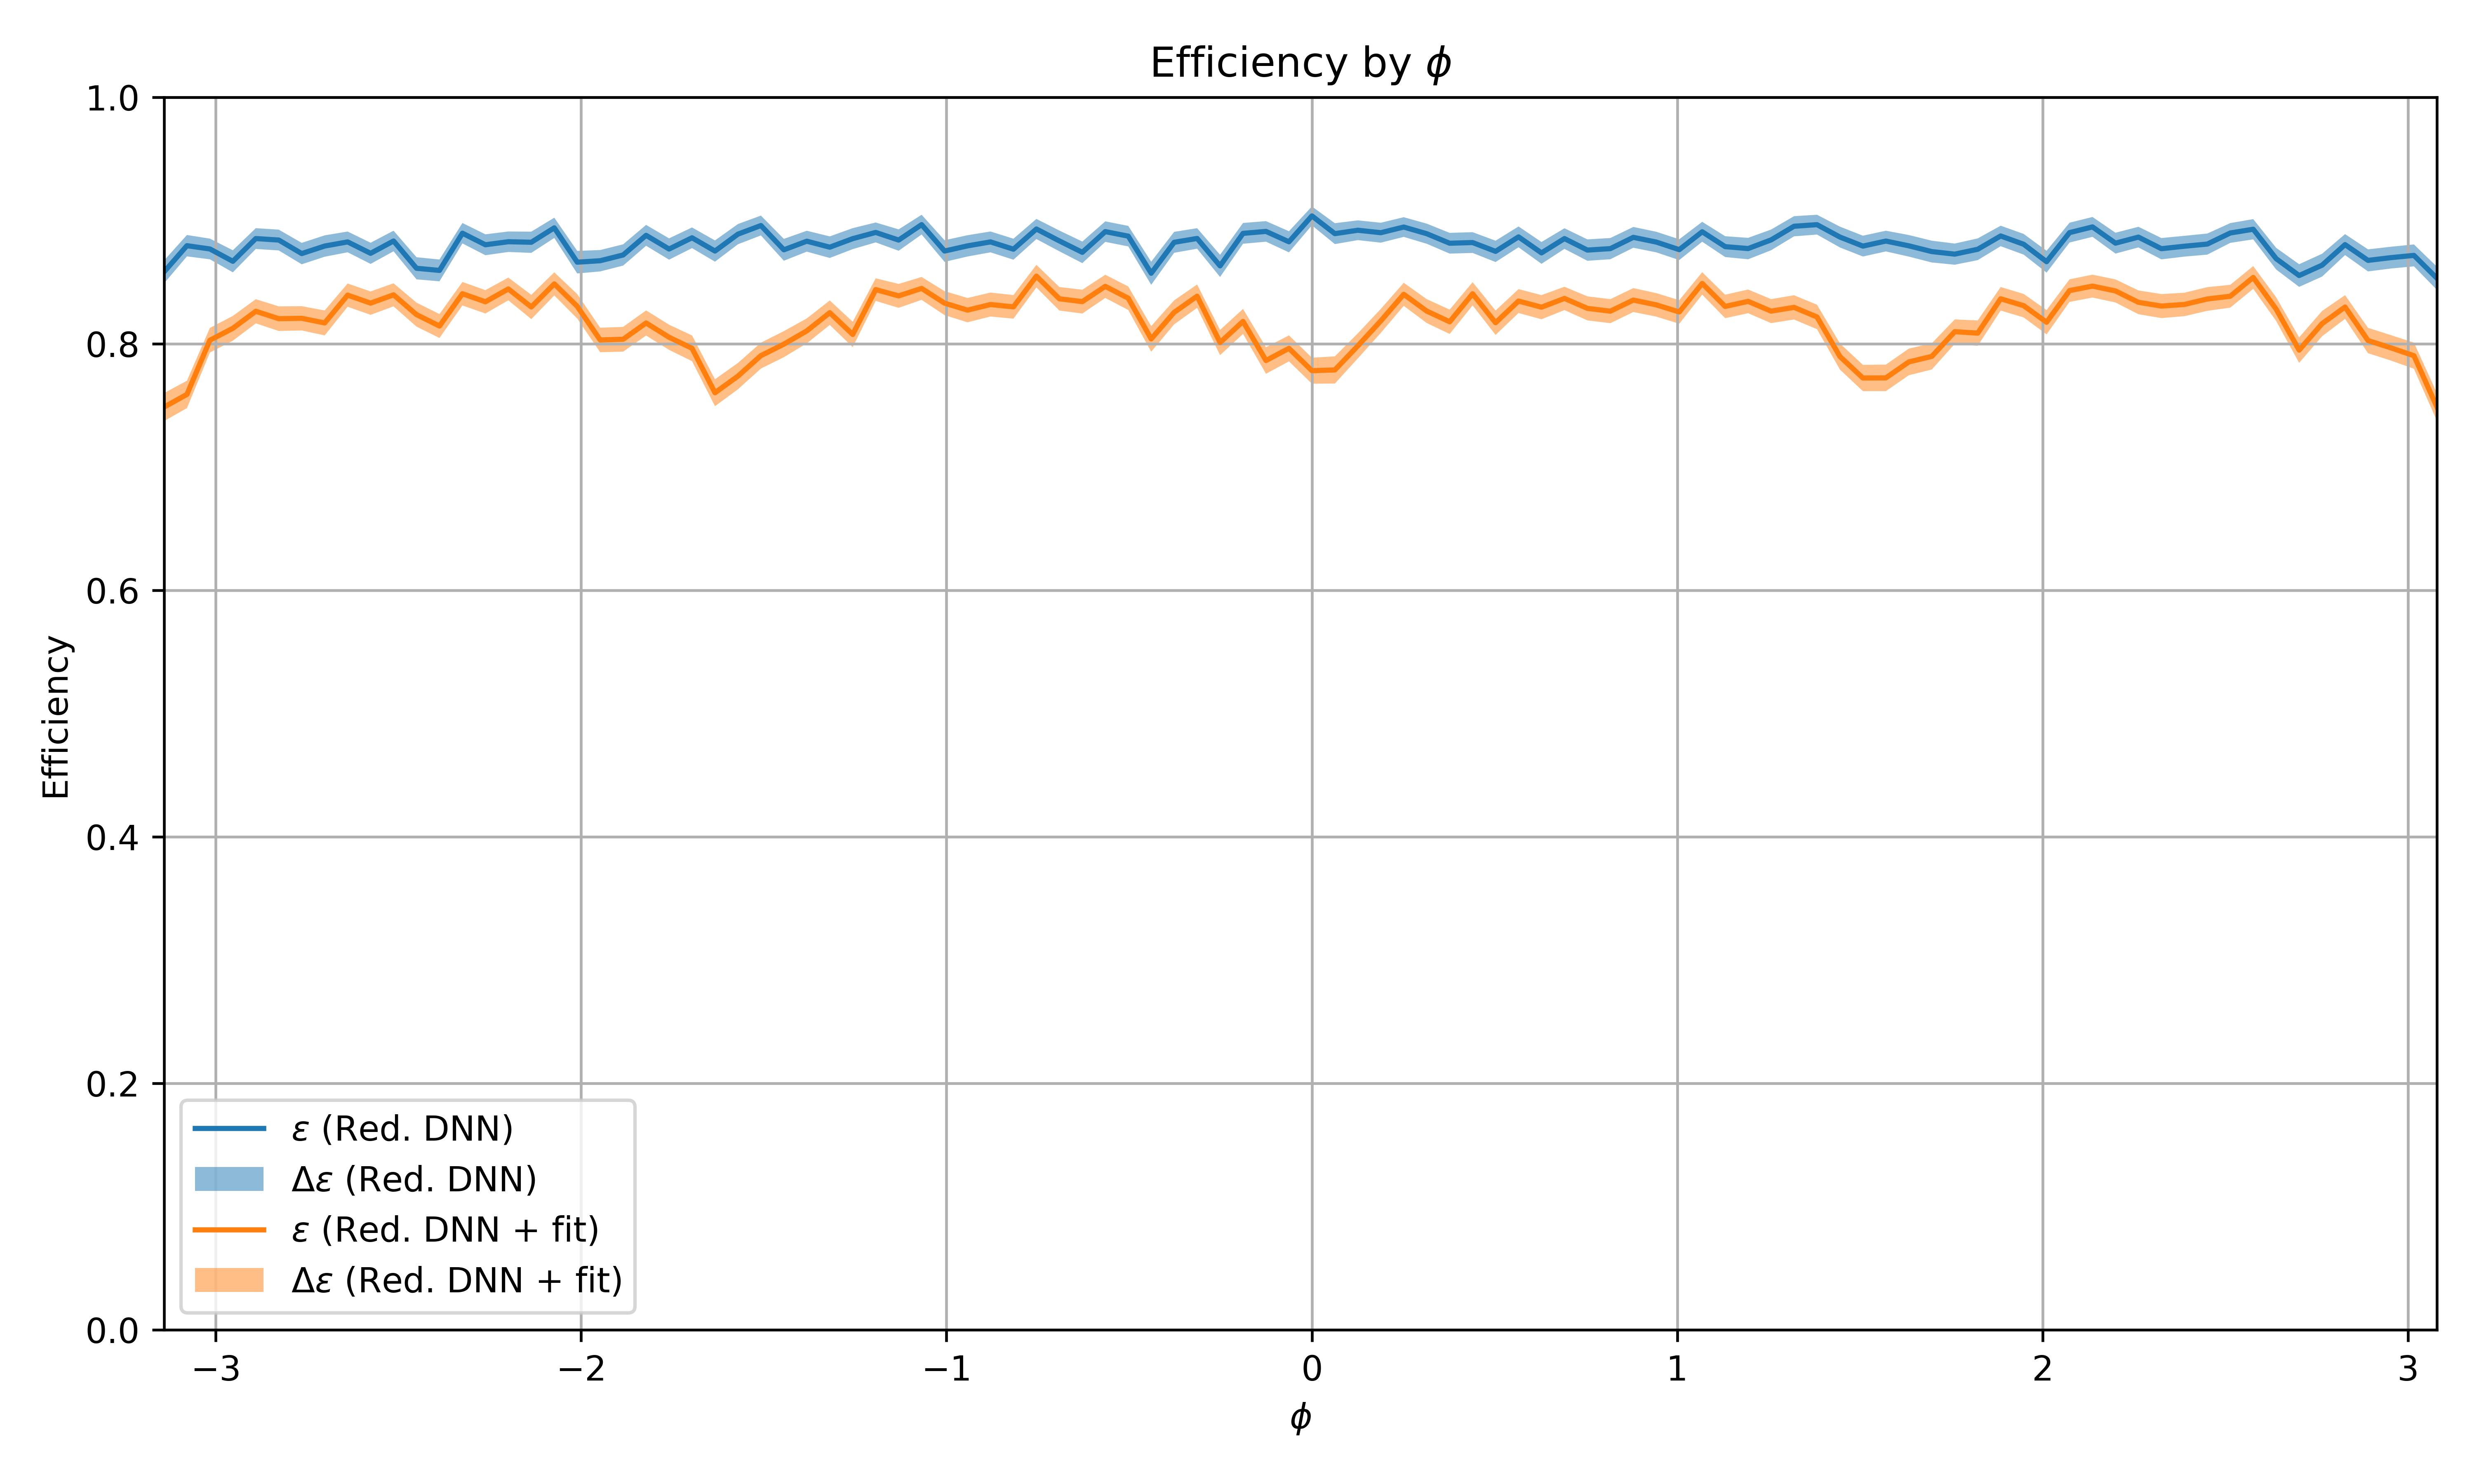 Efficiency by ϕ
1.0
0.8
0.6
0.4
0.2
0.0
Efficiency
ε (Red. DNN)
Δε (Red. DNN)
ε (Red. DNN + fit)
Δε (Red. DNN + fit)
−3 −2 −1 0 1 2 3
ϕ